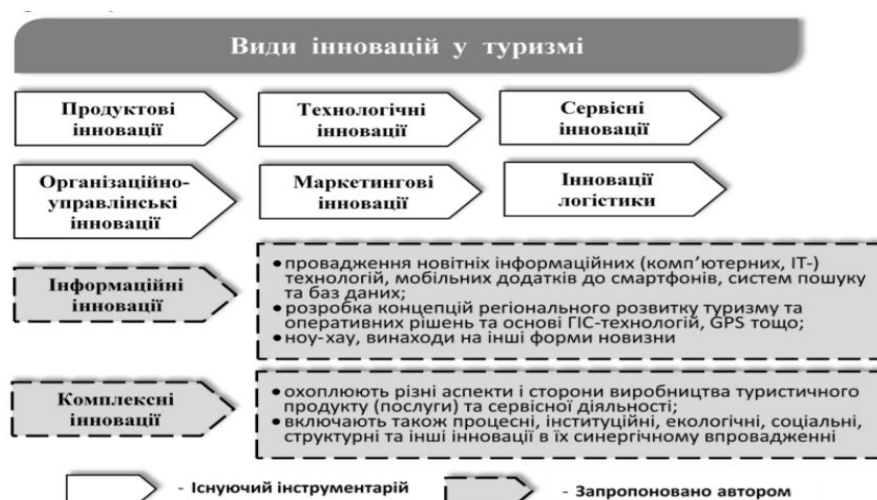 Види інновацій у туризмі
Продуктові
інновації
Технологічні
інновації
Сервісні
інновації
Організаційно-
управлінські
інновації
Маркетингові
інновації
Інновації
логістики
Інформаційні
інновації
•провадження новітніх інформаційних (комп’ютерних, ІТ-)
технологій, мобільних додатків до смартфонів, систем пошуку
та баз даних;
•розробка концепцій регіонального розвитку туризму та
оперативних рішень та основі ГІС-технологій, GPS тощо;
•ноу-хау, винаходи на інші форми новизни
Комплексні
інновації
•охоплюють різні аспекти і сторони виробництва туристичного
продукту (послуги) та сервісної діяльності;
•включають також процесні, інституційні, екологічні, соціальні,
структурні та інші інновації в їх синергічному впровадженні
- Існуючий інструментарій
- Запропоновано автором